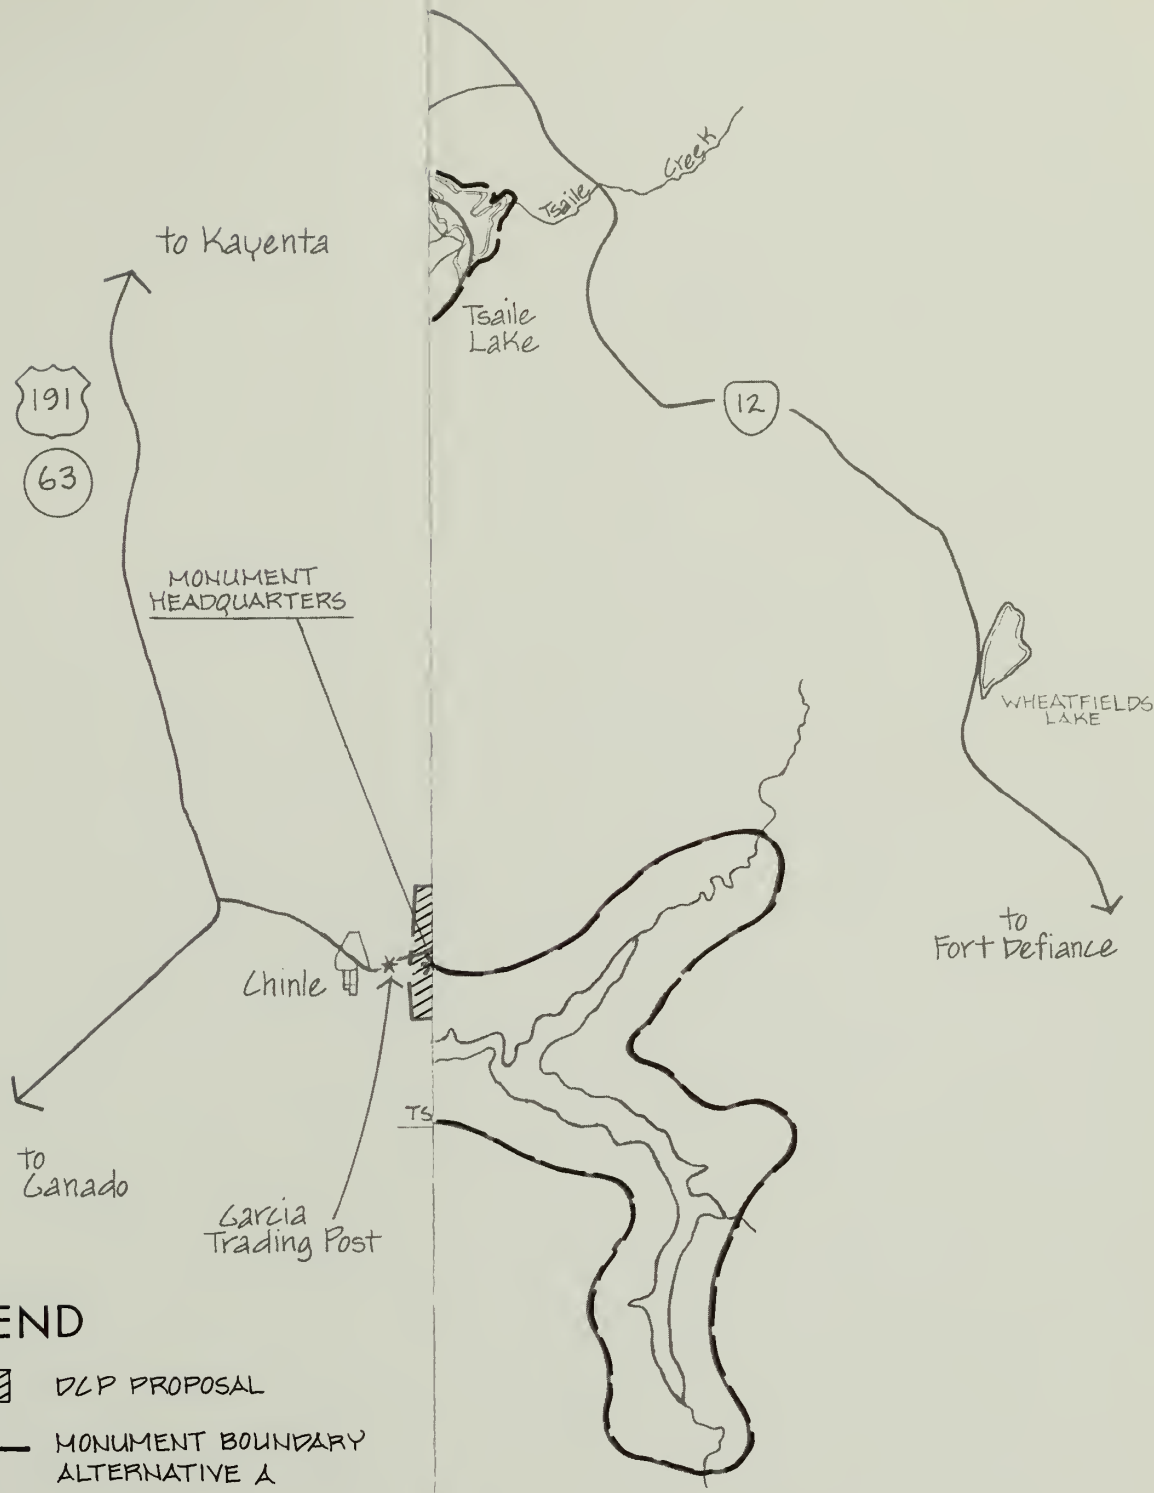 Tsaile Creek
to Kayenta
Tsaile
Lake
191
63
12
MONUMENT
HEADQUARTERS
WHEATFIELDS
LAKE
to
Fort Defiance
Chinle
TS
to
Ganado
Garcia
Trading Post
END
DCP PROPOSAL
MONUMENT BOUNDARY
ALTERNATIVE A